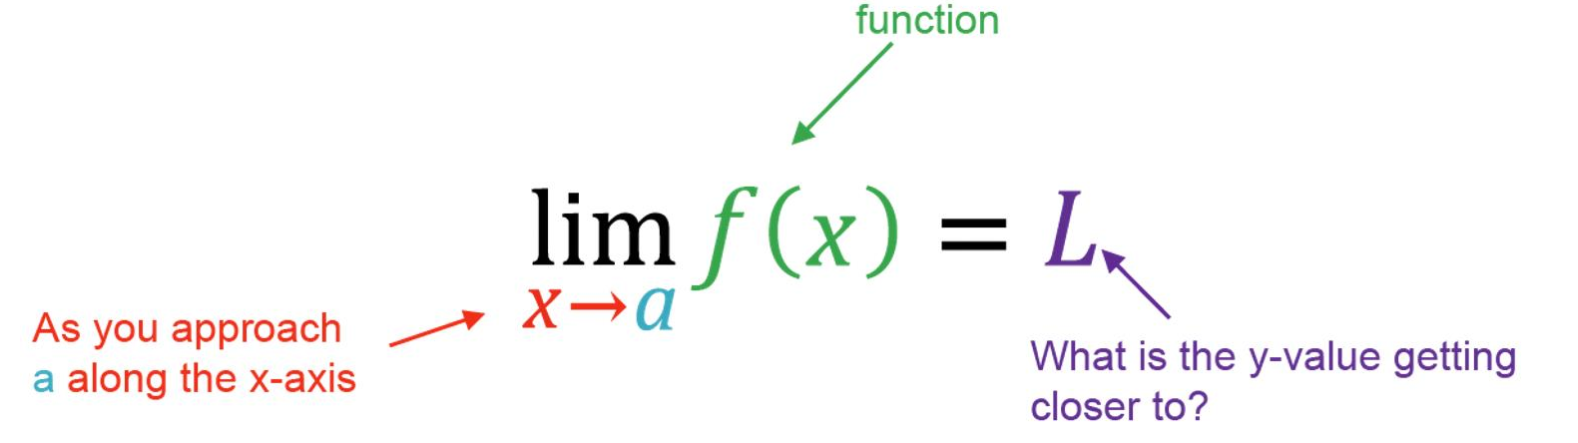 function
lim f(x) = L
x→a
As you approach
a along the x-axis
What is the y-value getting
closer to?